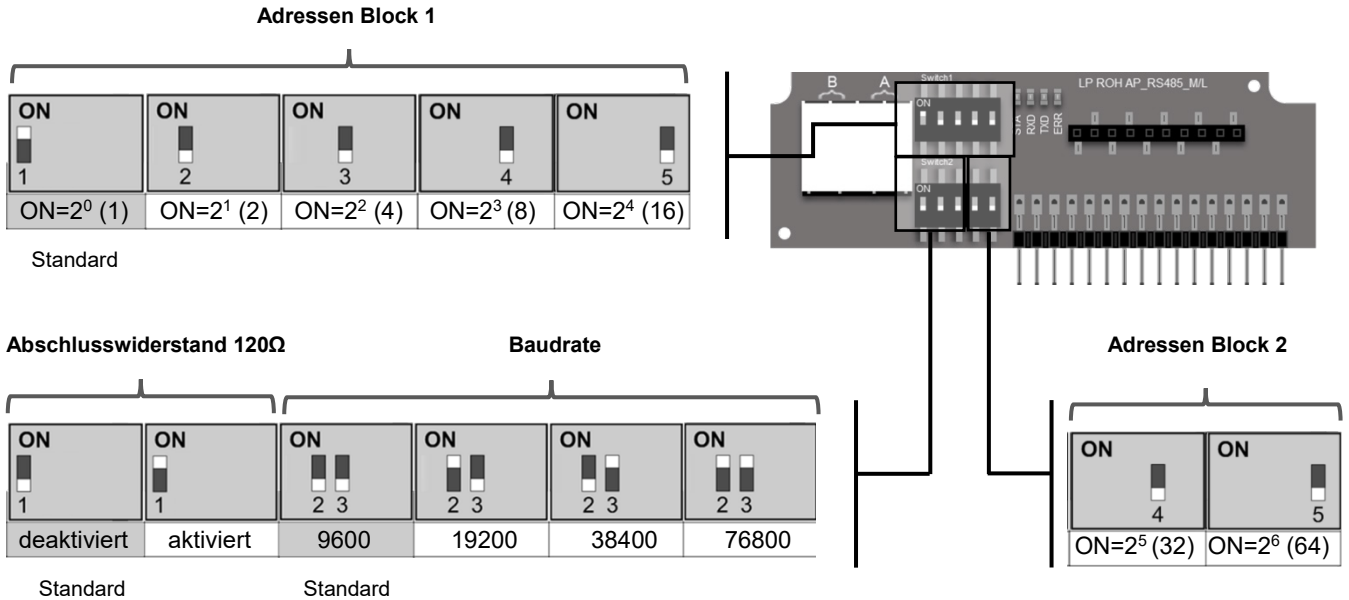 Adressen Block 1
ON ON ON ON ON
1 2 3 4 5
ON=2⁰ (1) ON=2¹ (2) ON=2² (4) ON=2³ (8) ON=2⁴ (16)
Standard
Switch1
B A
LP ROH AP_RS485_M/L
ON
STA
RXD
TXD
ERR
Switch2
ON
Abschlusswiderstand 120Ω Baudrate
ON ON ON ON ON ON
1 1 2 3 2 3 2 3 2 3
deaktiviert aktiviert 9600 19200 38400 76800
Standard Standard
Adressen Block 2
ON ON
4 5
ON=2⁵ (32) ON=2⁶ (64)